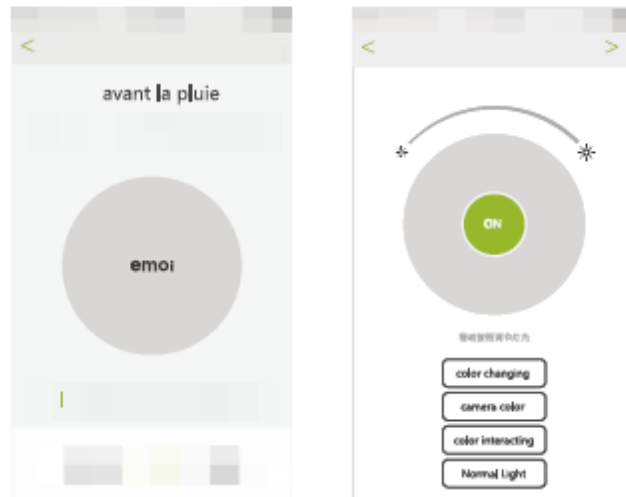 <
avant la pluie
emoi
< >
ON
color changing
camera color
color interacting
Normal Light